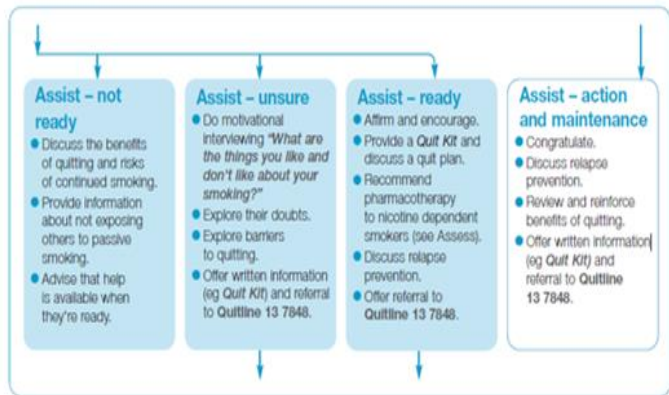 Assist – not
ready
Discuss the benefits
of quitting and risks
of continued smoking.
Provide information
about not exposing
others to passive
smoking.
Advise that help
is available when
they're ready.
Assist – unsure
Do motivational
interviewing "What are
the things you like and
don't like about your
smoking?"
Explore their doubts.
Explore barriers
to quitting.
Offer written information
(eg Quit Kit) and referral
to Quitline 13 7848.
Assist – ready
Affirm and encourage.
Provide a Quit Kit and
discuss a quit plan.
Recommend
pharmacotherapy
to nicotine dependent
smokers (see Assess).
Discuss relapse
prevention.
Offer referral to
Quitline 13 7848.
Assist – action
and maintenance
Congratulate.
Discuss relapse
prevention.
Review and reinforce
benefits of quitting.
Offer written information
(eg Quit Kit) and
referral to Quitline
13 7848.